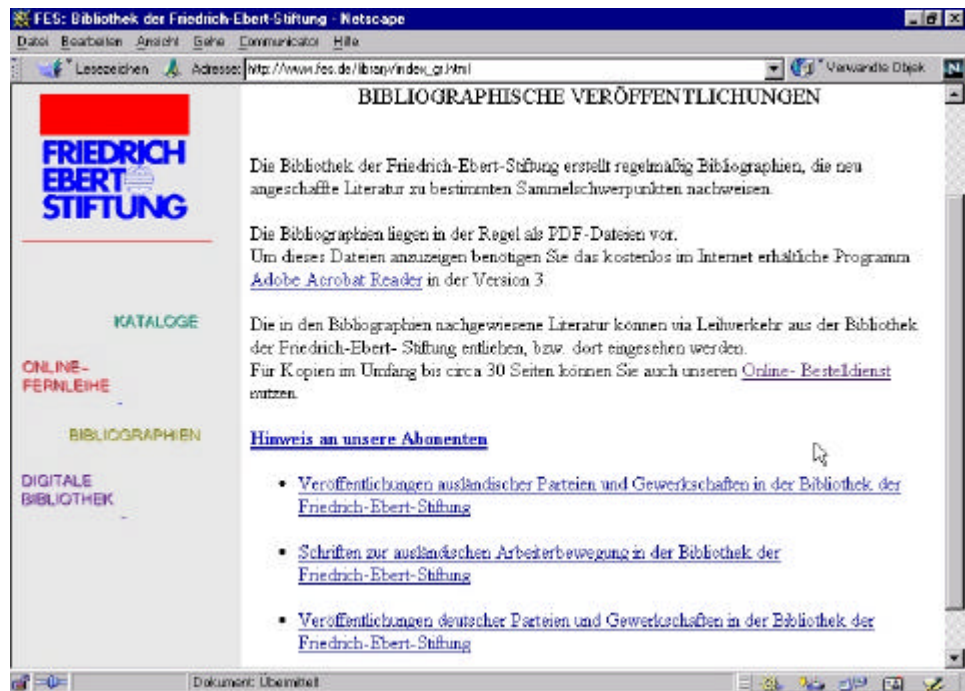 FES: Bibliothek der Friedrich-Ebert-Stiftung - Netscape
Datei Bearbeiten Ansicht Gehe Communicator Hilfe
Lesezeichen Adresse: http://www.fes.de/library/index_gr.html Verwandte Objek
N
BIBLIOGRAPHISCHE VERÖFFENTLICHUNGEN
FRIEDRICH
EBERT
STIFTUNG
KATALOGE
ONLINE-
FERNLEIHE
BIBLIOGRAPHIEN
DIGITALE
BIBLIOTHEK
Die Bibliothek der Friedrich-Ebert-Stiftung erstellt regelmäßig Bibliographien, die neu
angeschaffte Literatur zu bestimmten Sammelschwerpunkten nachweisen.
Die Bibliographien liegen in der Regel als PDF-Dateien vor.
Um dieses Dateien anzuzeigen benötigen Sie das kostenlos im Internet erhältliche Programm
Adobe Acrobat Reader in der Version 3.
Die in den Bibliographien nachgewiesene Literatur können via Leihverkehr aus der Bibliothek
der Friedrich-Ebert- Stiftung entliehen, bzw. dort eingesehen werden.
Für Kopien im Umfang bis circa 30 Seiten können Sie auch unseren Online- Bestelldienst
nutzen.
Hinweis an unsere Abonenten
• Veröffentlichungen ausländischer Parteien und Gewerkschaften in der Bibliothek der
Friedrich-Ebert-Stiftung
• Schriften zur ausländischen Arbeiterbewegung in der Bibliothek der
Friedrich-Ebert-Stiftung
• Veröffentlichungen deutscher Parteien und Gewerkschaften in der Bibliothek der
Friedrich-Ebert-Stiftung
Dokument: Übermittelt